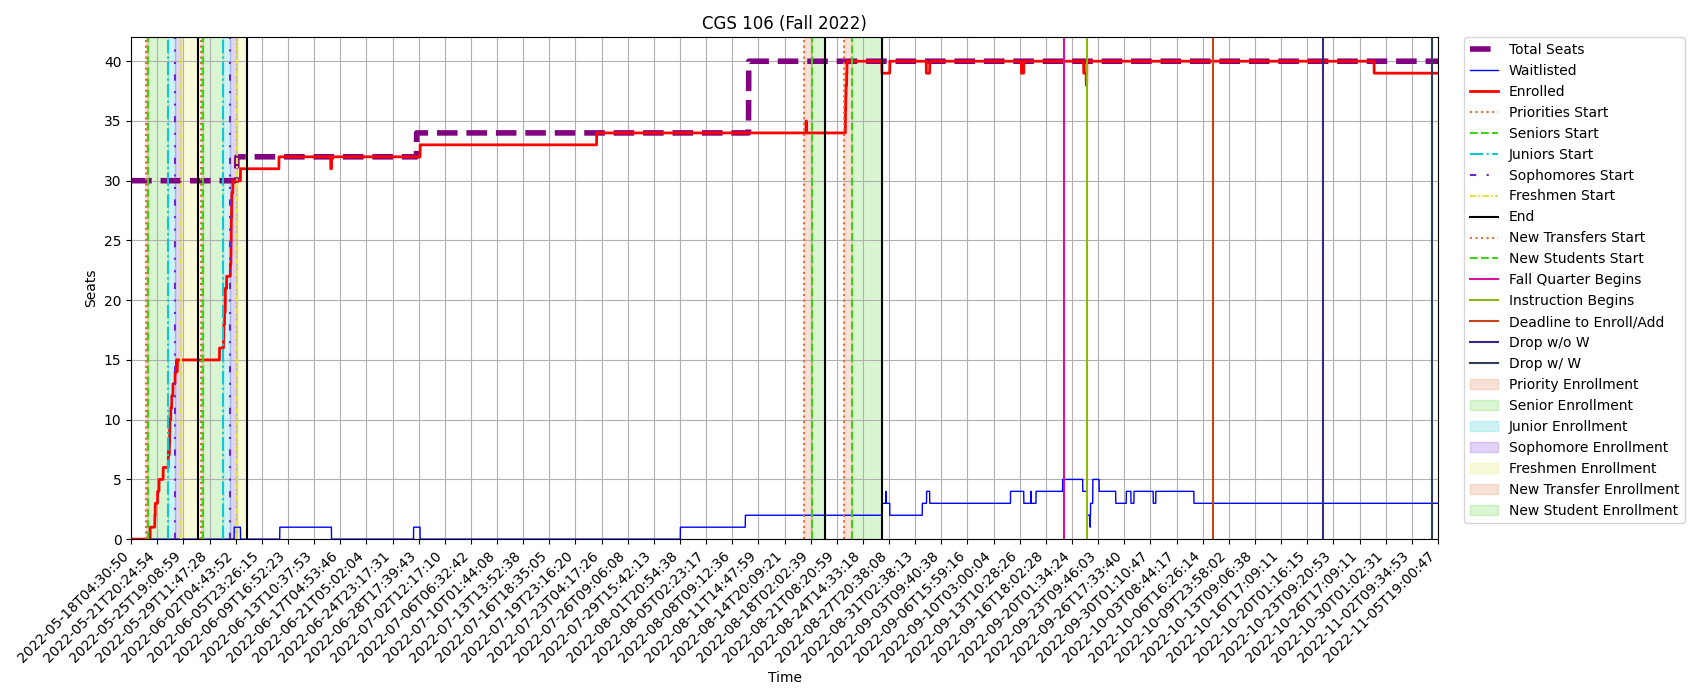 CGS 106 (Fall 2022)
Seats
40
35
30
25
20
15
10
5
0
2022-05-18T04:30:50
2022-05-21T20:24:54
2022-05-25T19:08:59
2022-05-29T11:47:28
2022-06-02T04:43:52
2022-06-05T23:26:15
2022-06-09T16:52:23
2022-06-13T10:37:53
2022-06-17T04:53:46
2022-06-21T05:02:04
2022-06-24T23:17:31
2022-06-28T17:39:43
2022-07-02T12:17:10
2022-07-06T06:32:42
2022-07-10T01:44:08
2022-07-13T13:52:38
2022-07-16T18:35:05
2022-07-19T23:16:20
2022-07-23T04:17:26
2022-07-26T09:06:08
2022-07-29T15:42:13
2022-08-01T20:54:38
2022-08-05T02:23:17
2022-08-08T09:12:36
2022-08-11T14:47:59
2022-08-14T20:09:21
2022-08-18T02:02:39
2022-08-21T08:20:59
2022-08-24T14:33:18
2022-08-27T20:38:08
2022-08-31T02:38:13
2022-09-03T09:40:38
2022-09-06T15:59:16
2022-09-10T03:00:04
2022-09-13T10:28:26
2022-09-16T18:02:28
2022-09-20T01:34:24
2022-09-23T09:46:03
2022-09-26T17:33:40
2022-09-30T01:10:47
2022-10-03T08:44:17
2022-10-06T16:26:14
2022-10-09T23:58:02
2022-10-13T09:06:38
2022-10-16T17:09:11
2022-10-20T01:16:15
2022-10-23T09:20:53
2022-10-26T17:09:11
2022-10-30T01:02:31
2022-11-02T09:34:53
2022-11-05T19:00:47
Time
Total Seats
Waitlisted
Enrolled
Priorities Start
Seniors Start
Juniors Start
Sophomores Start
Freshmen Start
End
New Transfers Start
New Students Start
Fall Quarter Begins
Instruction Begins
Deadline to Enroll/Add
Drop w/o W
Drop w/ W
Priority Enrollment
Senior Enrollment
Junior Enrollment
Sophomore Enrollment
Freshmen Enrollment
New Transfer Enrollment
New Student Enrollment